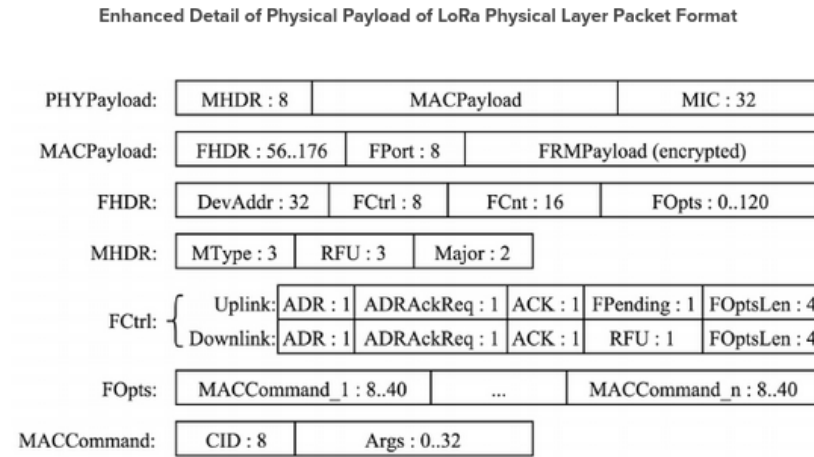 Enhanced Detail of Physical Payload of LoRa Physical Layer Packet Format
PHYPayload: MHDR : 8 MACPayload MIC : 32
MACPayload: FHDR : 56..176 FPort : 8 FRMPayload (encrypted)
FHDR: DevAddr : 32 FCtrl : 8 FCnt : 16 FOpts : 0..120
MHDR: MType : 3 RFU : 3 Major : 2
FCtrl:
Uplink: ADR : 1 ADRAckReq : 1 ACK : 1 FPending : 1 FOptsLen : 4
Downlink: ADR : 1 ADRAckReq : 1 ACK : 1 RFU : 1 FOptsLen : 4
FOpts: MACCommand_1 : 8..40 ... MACCommand_n : 8..40
MACCommand: CID : 8 Args : 0..32